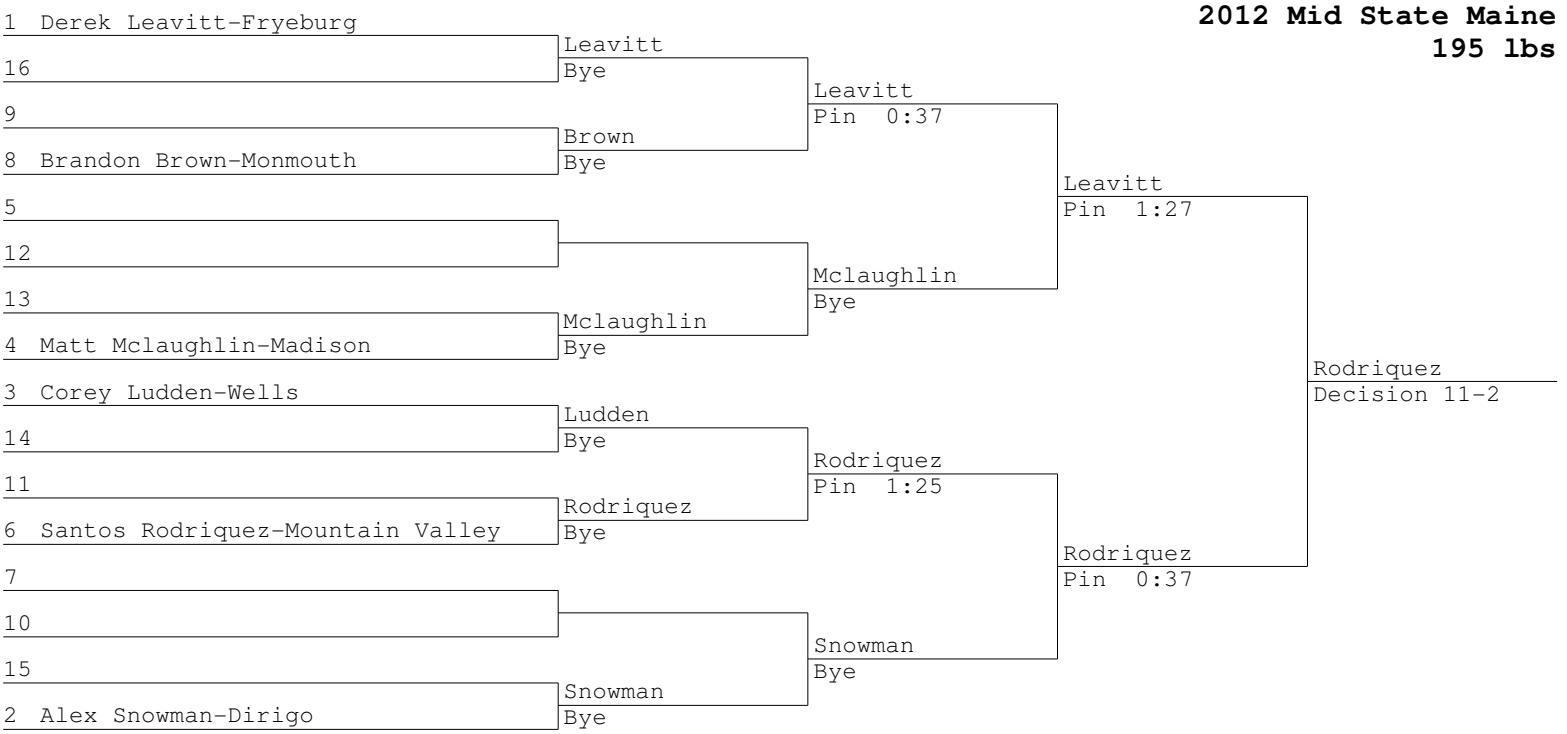 2012 Mid State Maine
195 lbs
1 Derek Leavitt-Fryeburg
16
9
8 Brandon Brown-Monmouth
5
12
13
4 Matt Mclaughlin-Madison
3 Corey Ludden-Wells
14
11
6 Santos Rodriquez-Mountain Valley
7
10
15
2 Alex Snowman-Dirigo
Leavitt
Bye
Brown
Bye
Mclaughlin
Bye
Ludden
Bye
Rodriquez
Bye
Snowman
Bye
Leavitt
Pin 0:37
Mclaughlin
Bye
Rodriquez
Pin 1:25
Snowman
Bye
Leavitt
Pin 1:27
Rodriquez
Pin 0:37
Rodriquez
Decision 11-2